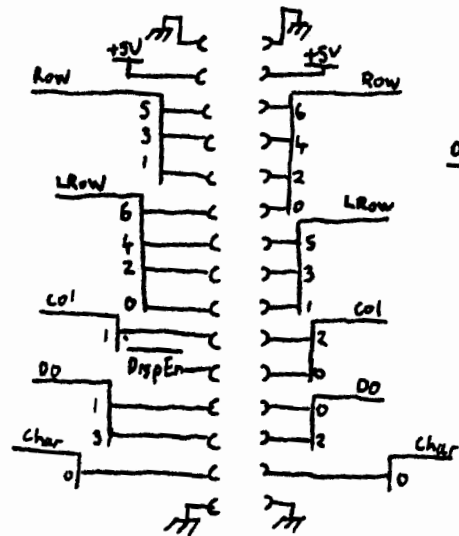 +5V +5V
Row Row
5 6
3 4
1 2
LRow 0
6 LRow
4 5
2 3
0 1
Col Col
1 2
DispEn 0
DO DO
1 0
3 2
Char Char
0 0